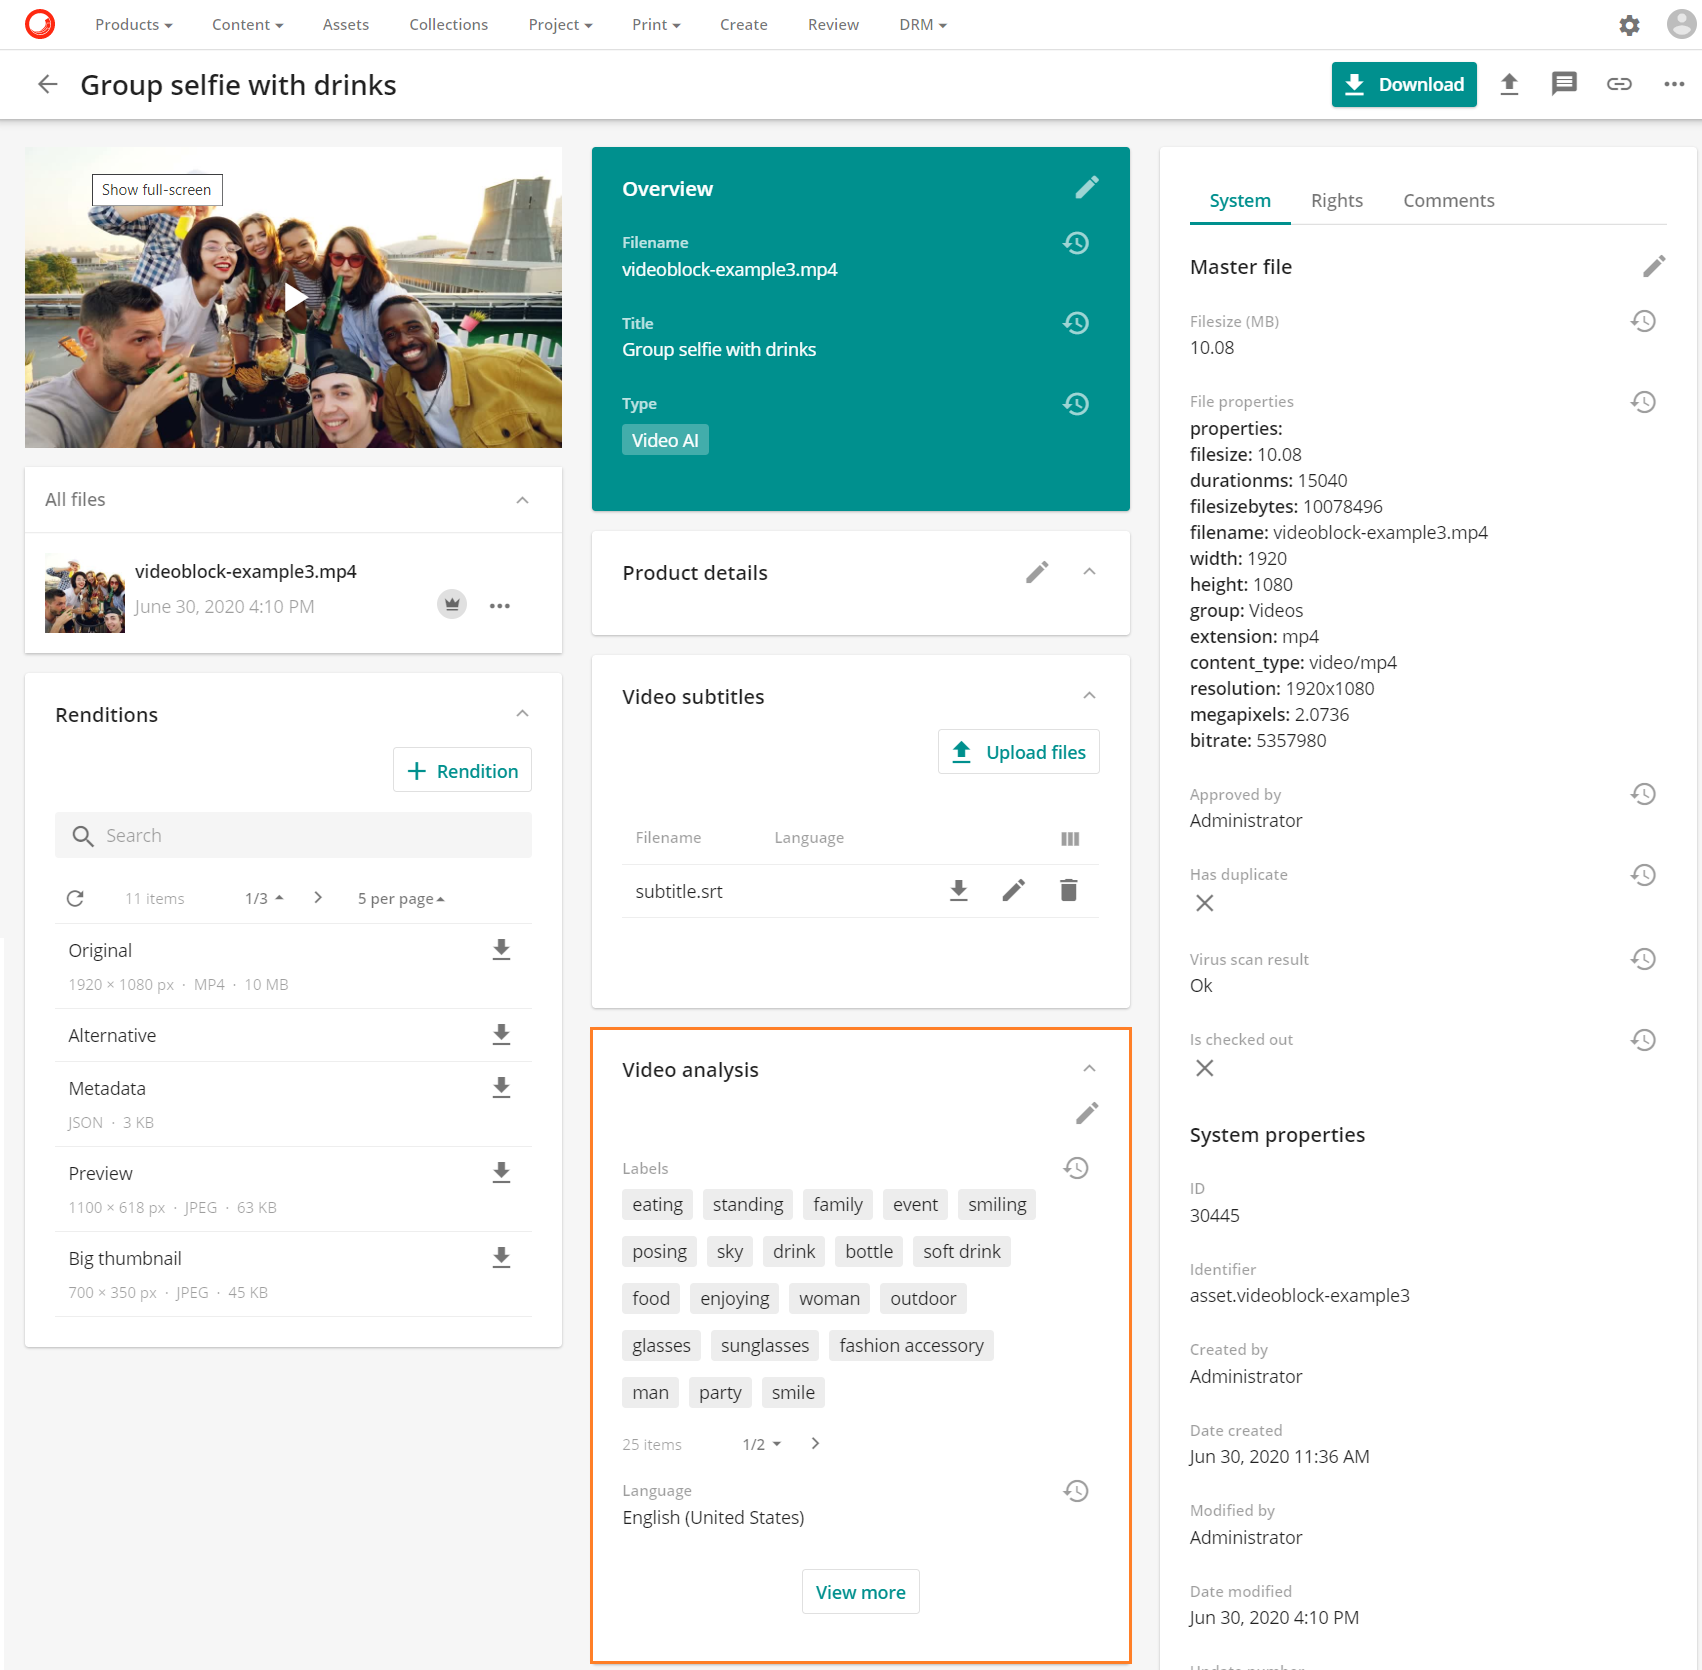 Products
Content
Assets
Collections
Project
Print
Create
Review
DRM
Group selfie with drinks
Download
Show full-screen
All files
videoblock-example3.mp4
June 30, 2020 4:10 PM
Renditions
Rendition
Search
11 items 1/3 5 per page
Original
1920 × 1080 px · MP4 · 10 MB
Alternative
Metadata
JSON · 3 KB
Preview
1100 × 618 px · JPEG · 63 KB
Big thumbnail
700 × 350 px · JPEG · 45 KB
Overview
Filename
videoblock-example3.mp4
Title
Group selfie with drinks
Type
Video AI
Product details
Video subtitles
Upload files
Filename Language
subtitle.srt
Video analysis
Labels
eating standing family event smiling
posing sky drink bottle soft drink
food enjoying woman outdoor
glasses sunglasses fashion accessory
man party smile
25 items 1/2
Language
English (United States)
View more
System Rights Comments
Master file
Filesize (MB)
10.08
File properties
properties:
filesize: 10.08
durationms: 15040
filesizebytes: 10078496
filename: videoblock-example3.mp4
width: 1920
height: 1080
group: Videos
extension: mp4
content_type: video/mp4
resolution: 1920x1080
megapixels: 2.0736
bitrate: 5357980
Approved by
Administrator
Has duplicate
Virus scan result
Ok
Is checked out
System properties
ID
30445
Identifier
asset.videoblock-example3
Created by
Administrator
Date created
Jun 30, 2020 11:36 AM
Modified by
Administrator
Date modified
Jun 30, 2020 4:10 PM